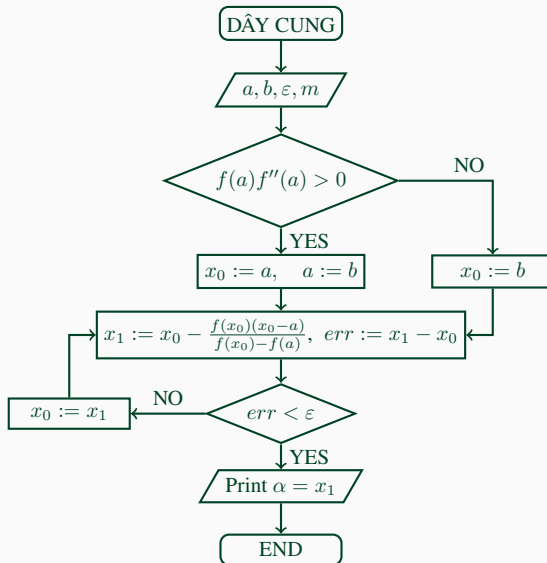 DÂY CUNG
a, b, ε, m
f(a)f''(a) > 0
NO
YES
x₀ := a, a := b
x₀ := b
x₁ := x₀ − \frac{f(x₀)(x₀−a)}{f(x₀)−f(a)}, err := x₁ − x₀
NO
x₀ := x₁
err < ε
YES
Print α = x₁
END